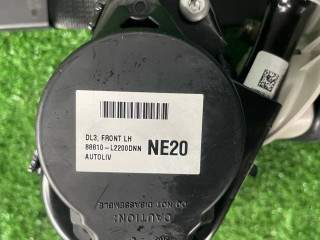 DL3, FRONT LH
88810-L2200DNN NE20
AUTOLIV
CAUTION:
DO NOT DISASSEMBLE